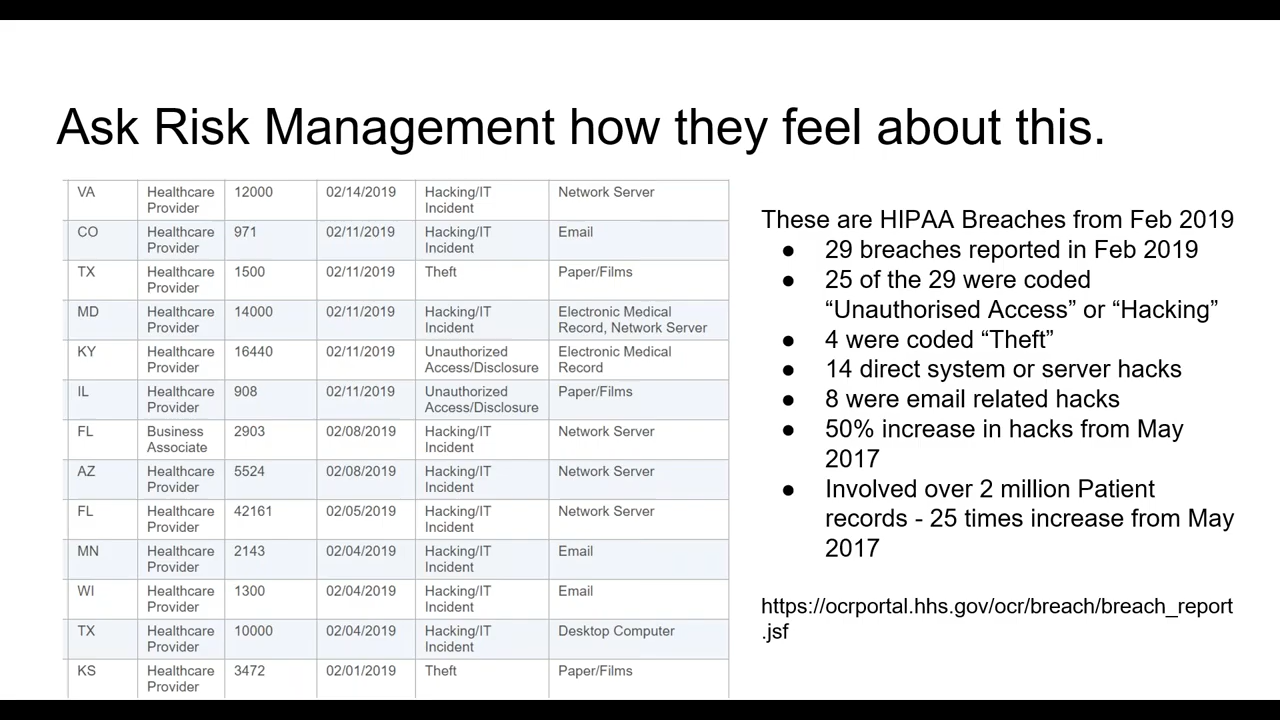 Ask Risk Management how they feel about this.
VA Healthcare Provider 12000 02/14/2019 Hacking/IT Incident Network Server
CO Healthcare Provider 971 02/11/2019 Hacking/IT Incident Email
TX Healthcare Provider 1500 02/11/2019 Theft Paper/Films
MD Healthcare Provider 14000 02/11/2019 Hacking/IT Incident Electronic Medical Record, Network Server
KY Healthcare Provider 16440 02/11/2019 Unauthorized Access/Disclosure Electronic Medical Record
IL Healthcare Provider 908 02/11/2019 Unauthorized Access/Disclosure Paper/Films
FL Business Associate 2903 02/08/2019 Hacking/IT Incident Network Server
AZ Healthcare Provider 5524 02/08/2019 Hacking/IT Incident Network Server
FL Healthcare Provider 42161 02/05/2019 Hacking/IT Incident Network Server
MN Healthcare Provider 2143 02/04/2019 Hacking/IT Incident Email
WI Healthcare Provider 1300 02/04/2019 Hacking/IT Incident Email
TX Healthcare Provider 10000 02/04/2019 Hacking/IT Incident Desktop Computer
KS Healthcare Provider 3472 02/01/2019 Theft Paper/Films
These are HIPAA Breaches from Feb 2019
● 29 breaches reported in Feb 2019
● 25 of the 29 were coded
“Unauthorised Access” or “Hacking”
● 4 were coded “Theft”
● 14 direct system or server hacks
● 8 were email related hacks
● 50% increase in hacks from May
2017
● Involved over 2 million Patient
records - 25 times increase from May
2017
https://ocrportal.hhs.gov/ocr/breach/breach_report
.jsf